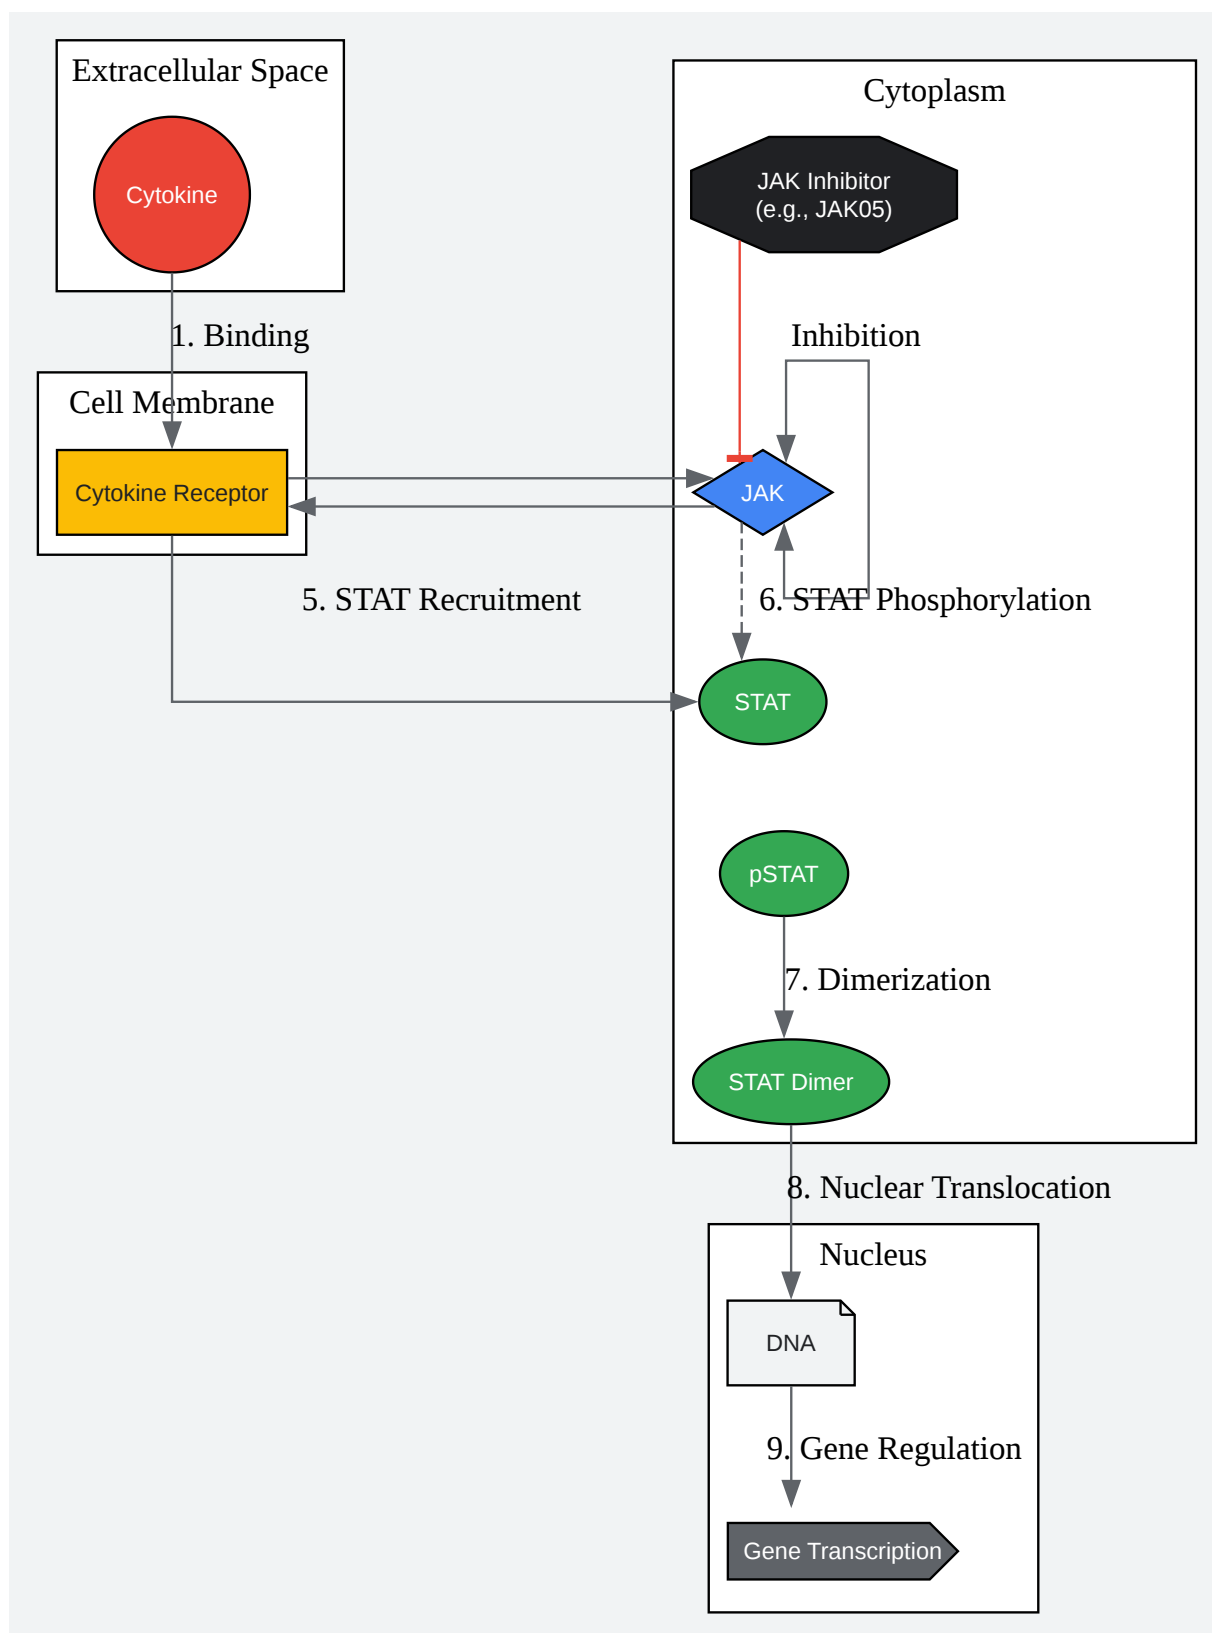 Extracellular Space
Cytokine
1. Binding
Cell Membrane
Cytokine Receptor
5. STAT Recruitment
Cytoplasm
JAK Inhibitor
(e.g., JAK05)
Inhibition
JAK
6. STAT Phosphorylation
STAT
pSTAT
7. Dimerization
STAT Dimer
8. Nuclear Translocation
Nucleus
DNA
9. Gene Regulation
Gene Transcription